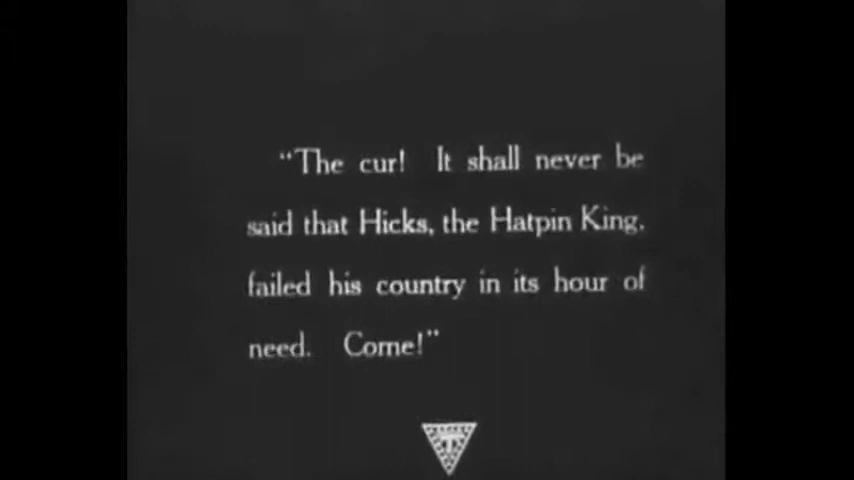 “The cur! It shall never be
said that Hicks, the Hatpin King,
failed his country in its hour of
need. Come!”
T